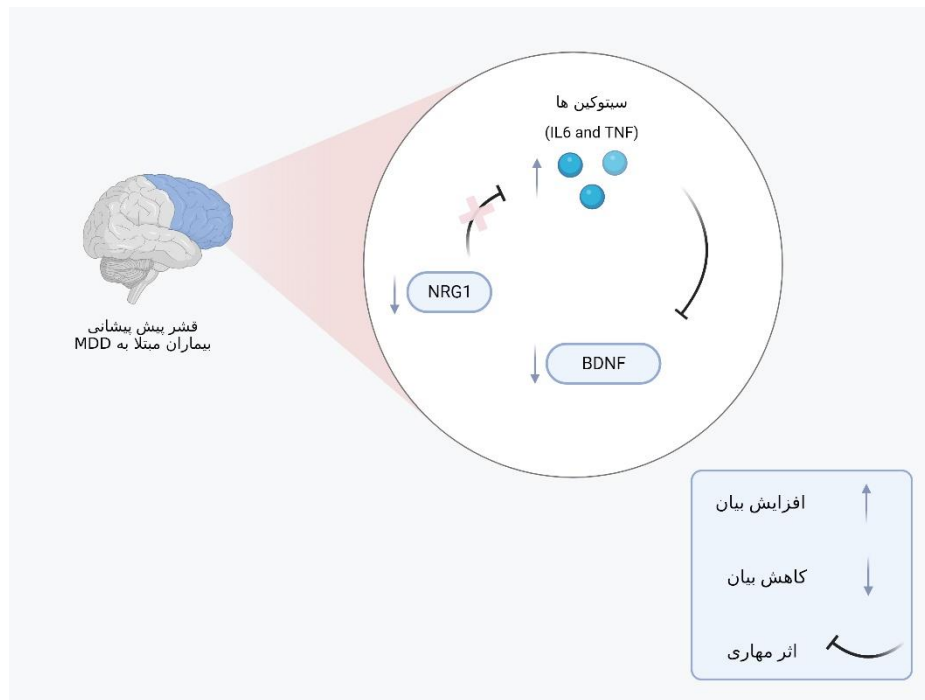 سیتوکین ها
(IL6 and TNF)
NRG1
BDNF
قشر پیش پیشانی
بیماران مبتلا به MDD
افزایش بیان
کاهش بیان
اثر مهاری